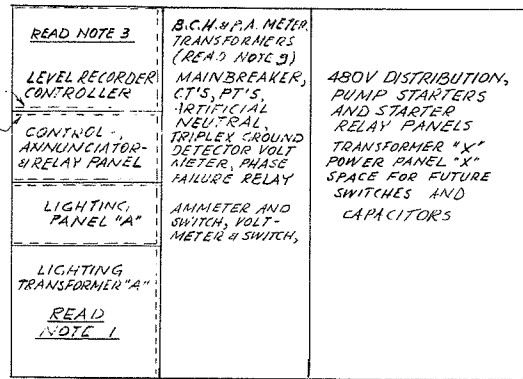 READ NOTE 3
LEVEL RECORDER
CONTROLLER
CONTROL-,
ANNUNCIATOR-
& RELAY PANEL
LIGHTING
PANEL "A"
LIGHTING
TRANSFORMER "A"
READ
NOTE 1
B.C.H. & P.A. METER
TRANSFORMERS
(READ NOTE 9)
MAINBREAKER,
CT'S, PT'S,
ARTIFICIAL
NEUTRAL,
TRIPLEX GROUND
DETECTOR VOLT
METER, PHASE
FAILURE RELAY
AMMETER AND
SWITCH, VOLT-
METER & SWITCH,
480V DISTRIBUTION,
PUMP STARTERS
AND STARTER
RELAY PANELS
TRANSFORMER "X"
POWER PANEL "X"
SPACE FOR FUTURE
SWITCHES AND
CAPACITORS